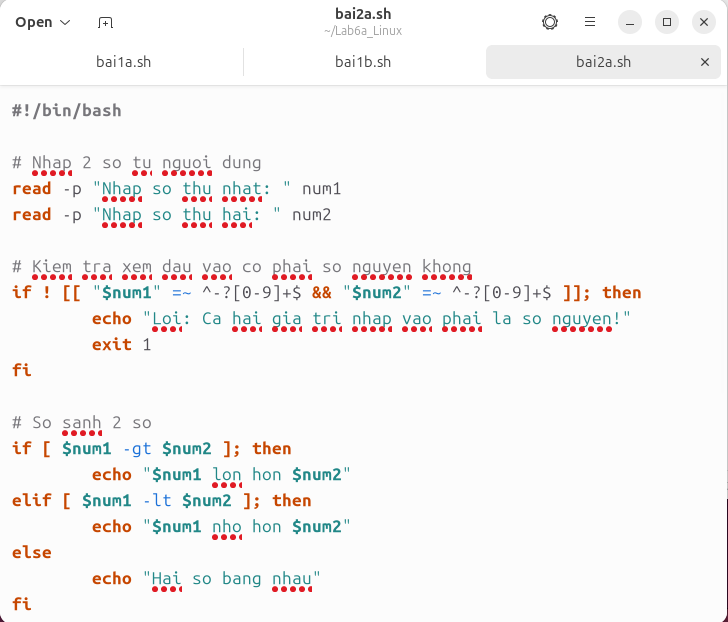 Open
bai2a.sh
~/Lab6a_Linux
bai1a.sh
bai1b.sh
bai2a.sh
#!/bin/bash
# Nhap 2 so tu nguoi dung
read -p "Nhap so thu nhat: " num1
read -p "Nhap so thu hai: " num2
# Kiem tra xem dau vao co phai so nguyen khong
if ! [[ "$num1" =~ ^-?[0-9]+$ && "$num2" =~ ^-?[0-9]+$ ]]; then
        echo "Loi: Ca hai gia tri nhap vao phai la so nguyen!"
        exit 1
fi
# So sanh 2 so
if [ $num1 -gt $num2 ]; then
        echo "$num1 lon hon $num2"
elif [ $num1 -lt $num2 ]; then
        echo "$num1 nho hon $num2"
else
        echo "Hai so bang nhau"
fi